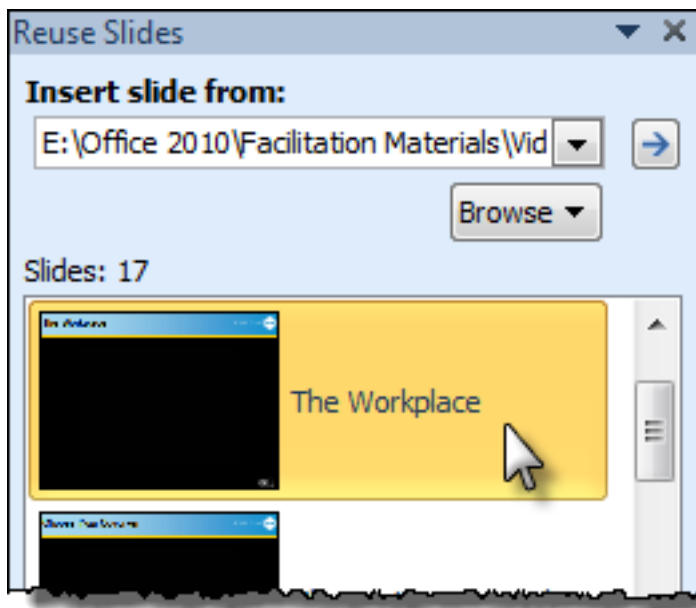 Reuse Slides
Insert slide from:
E:\Office 2010\Facilitation Materials\Vid
Browse
Slides: 17
The Workplace